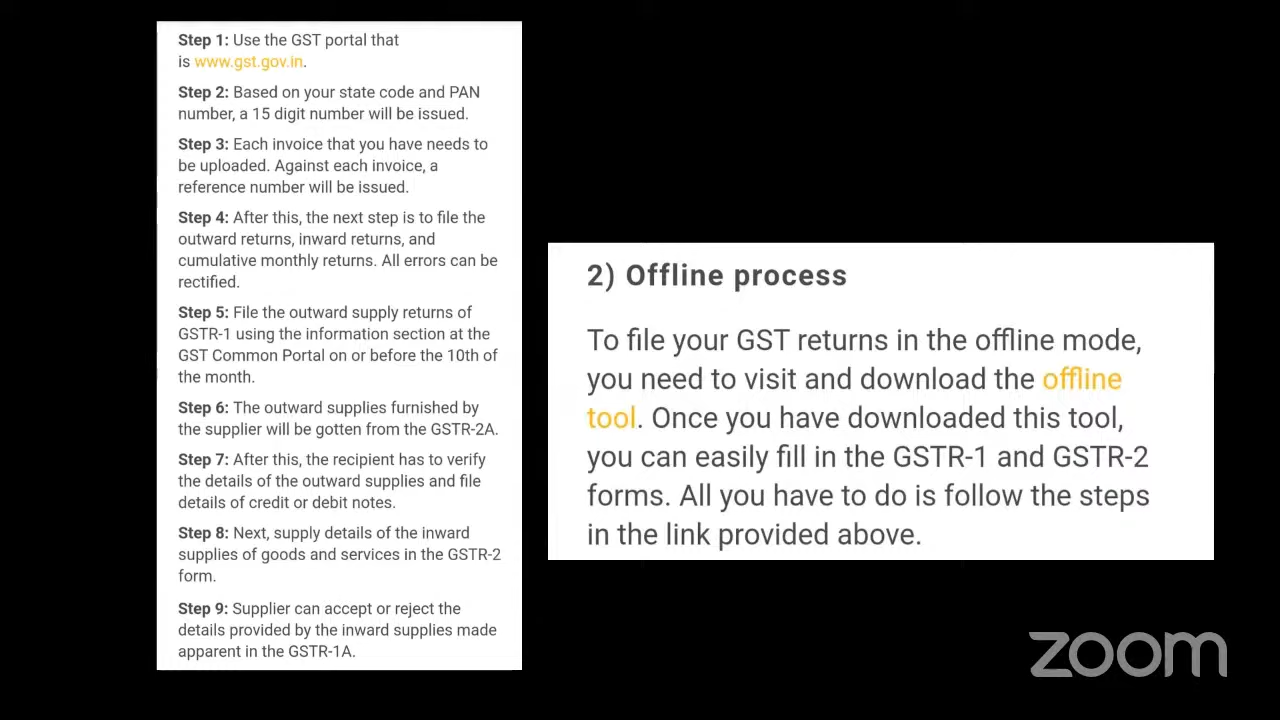 Step 1: Use the GST portal that
is www.gst.gov.in.
Step 2: Based on your state code and PAN
number, a 15 digit number will be issued.
Step 3: Each invoice that you have needs to
be uploaded. Against each invoice, a
reference number will be issued.
Step 4: After this, the next step is to file the
outward returns, inward returns, and
cumulative monthly returns. All errors can be
rectified.
Step 5: File the outward supply returns of
GSTR-1 using the information section at the
GST Common Portal on or before the 10th of
the month.
Step 6: The outward supplies furnished by
the supplier will be gotten from the GSTR-2A.
Step 7: After this, the recipient has to verify
the details of the outward supplies and file
details of credit or debit notes.
Step 8: Next, supply details of the inward
supplies of goods and services in the GSTR-2
form.
Step 9: Supplier can accept or reject the
details provided by the inward supplies made
apparent in the GSTR-1A.
2) Offline process
To file your GST returns in the offline mode,
you need to visit and download the offline
tool. Once you have downloaded this tool,
you can easily fill in the GSTR-1 and GSTR-2
forms. All you have to do is follow the steps
in the link provided above.
zoom